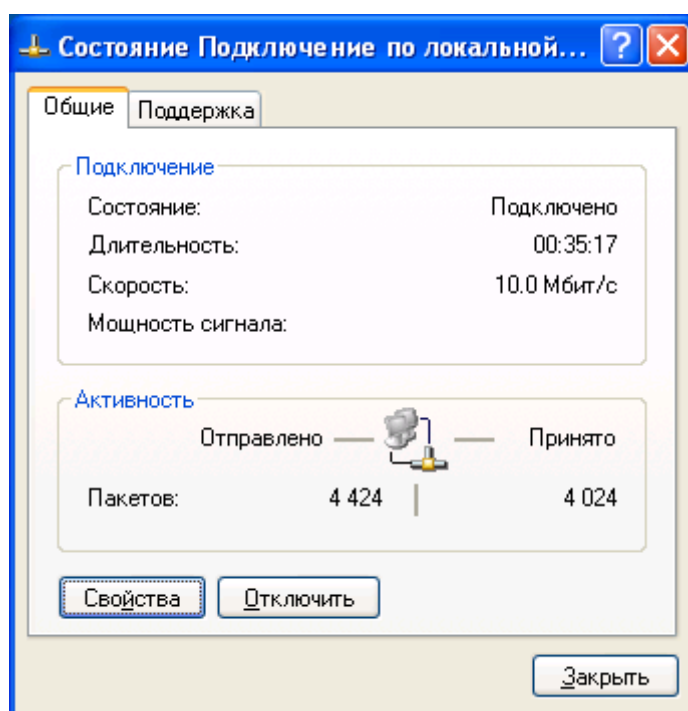 Состояние Подключение по локальной...
Общие Поддержка
Подключение
Состояние: Подключено
Длительность: 00:35:17
Скорость: 10.0 Мбит/с
Мощность сигнала:
Активность
Отправлено Принято
Пакетов: 4 424 4 024
Свойства Отключить
Закрыть